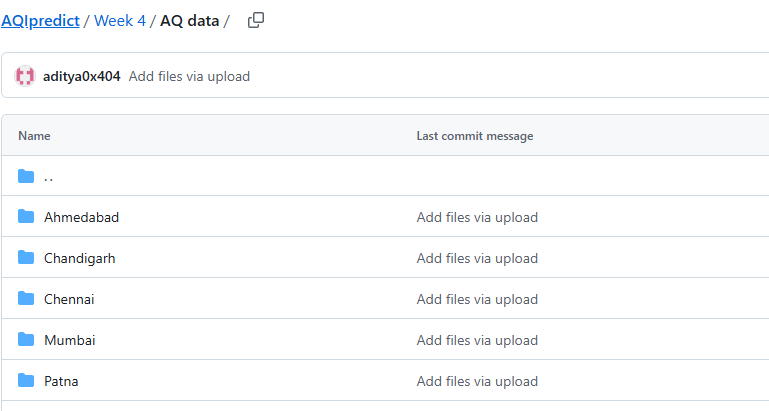 AQIpredict / Week 4 / AQ data /
aditya0x404 Add files via upload
Name Last commit message
..
Ahmedabad Add files via upload
Chandigarh Add files via upload
Chennai Add files via upload
Mumbai Add files via upload
Patna Add files via upload